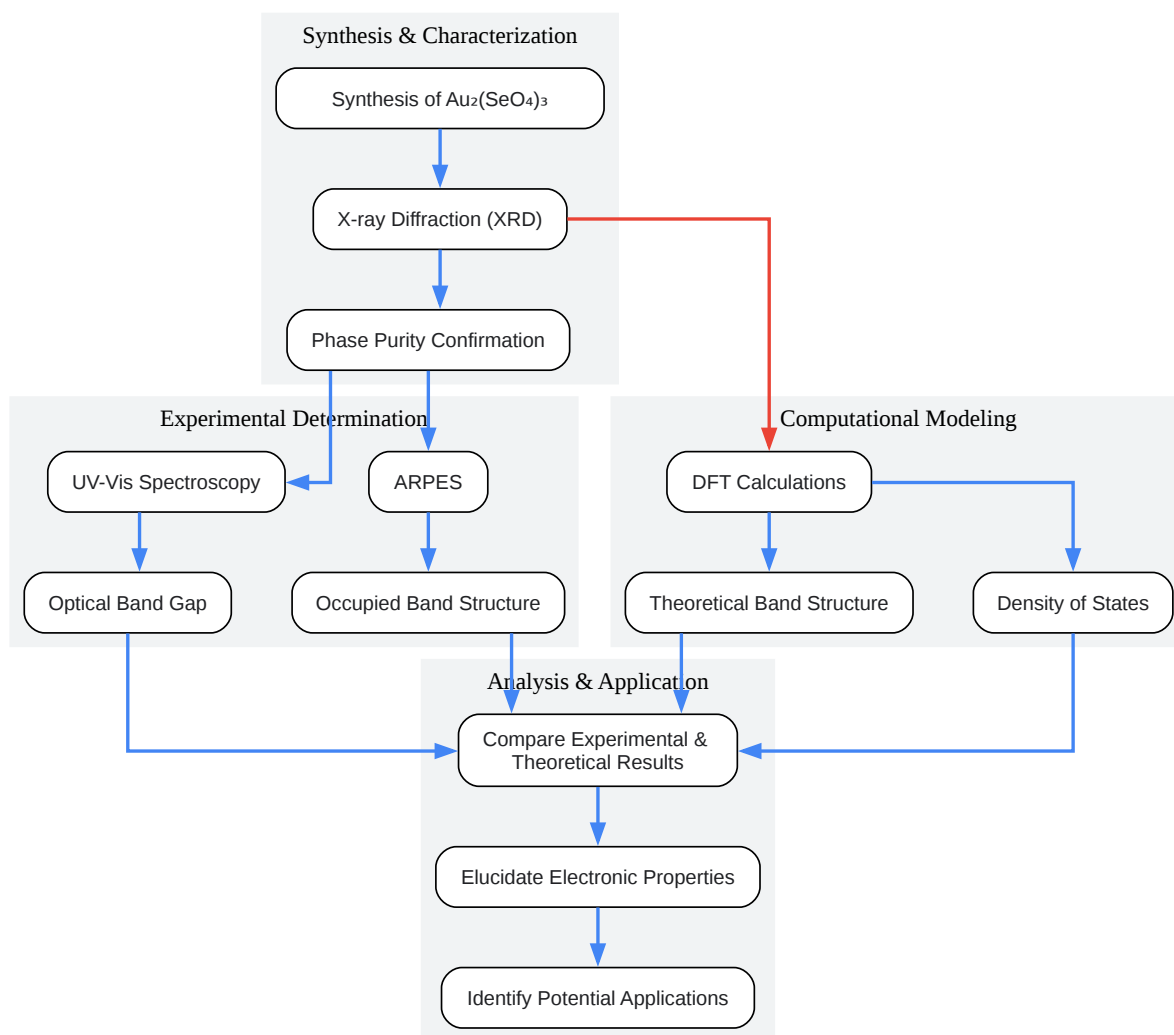 Synthesis & Characterization
Synthesis of Au₂(SeO₄)₃
X-ray Diffraction (XRD)
Phase Purity Confirmation
Experimental Determination
Computational Modeling
UV-Vis Spectroscopy
ARPES
DFT Calculations
Optical Band Gap
Occupied Band Structure
Theoretical Band Structure
Density of States
Analysis & Application
Compare Experimental &
Theoretical Results
Elucidate Electronic Properties
Identify Potential Applications